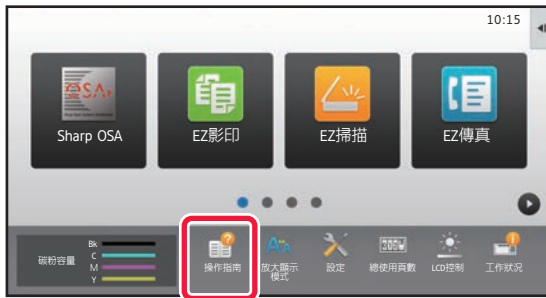 10:15
OSA
Sharp OSA
EZ影印
EZ掃描
EZ傳真
碳粉容量
Bk
C
M
Y
操作指南
放大顯示
模式
設定
總使用頁數
LCD控制
工作狀況